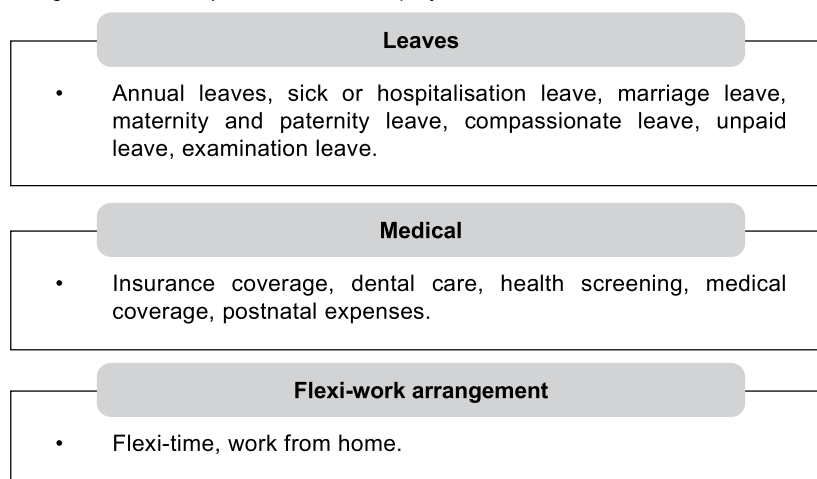 Leaves
• Annual leaves, sick or hospitalisation leave, marriage leave,
maternity and paternity leave, compassionate leave, unpaid
leave, examination leave.
Medical
• Insurance coverage, dental care, health screening, medical
coverage, postnatal expenses.
Flexi-work arrangement
• Flexi-time, work from home.